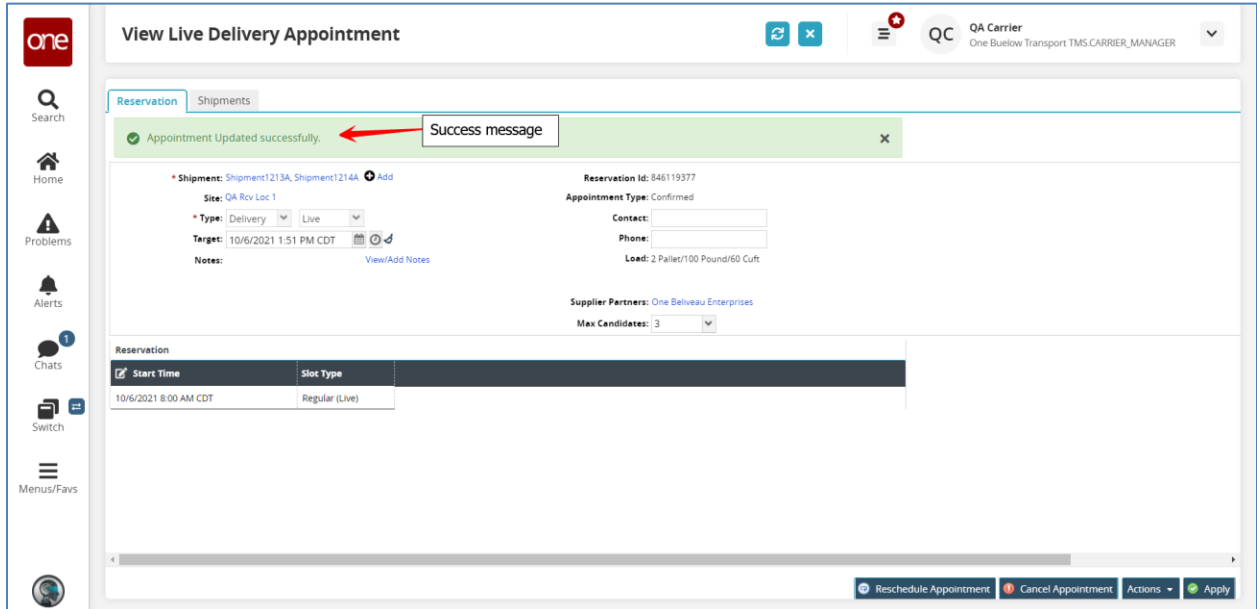 one
View Live Delivery Appointment
QC
QA Carrier
One Buelow Transport TMS.CARRIER_MANAGER
Search
Home
Problems
Alerts
1
Chats
Switch
Menus/Favs
Reservation Shipments
Appointment Updated successfully.
Success message
* Shipment: Shipment1213A, Shipment1214A Add
Site: QA Rcv Loc 1
* Type: Delivery Live
Target: 10/6/2021 1:51 PM CDT
Notes: View/Add Notes
Reservation Id: 846119377
Appointment Type: Confirmed
Contact:
Phone:
Load: 2 Pallet/100 Pound/60 Cuft
Supplier Partners: One Beliveau Enterprises
Max Candidates: 3
Reservation
Start Time Slot Type
10/6/2021 8:00 AM CDT Regular (Live)
Reschedule Appointment Cancel Appointment Actions Apply